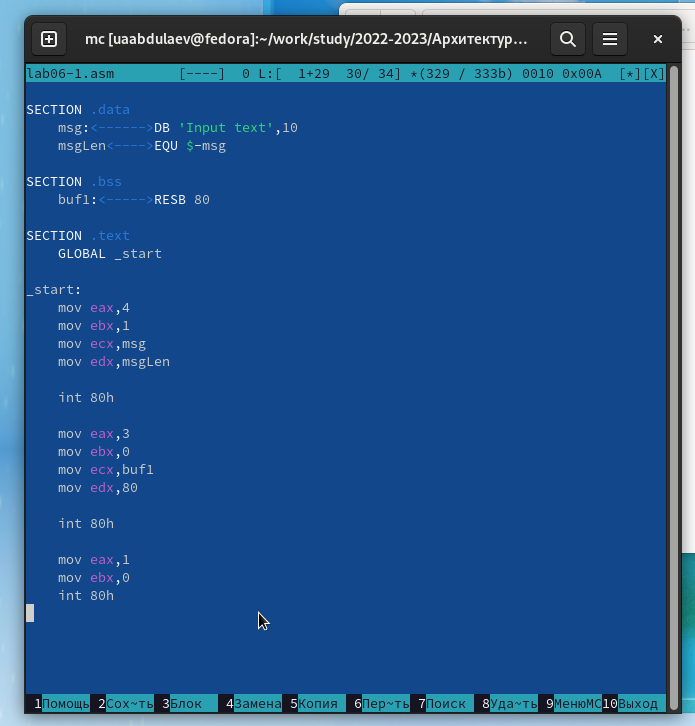 mc [uaabdulaev@fedora]:~/work/study/2022-2023/Архитектур...
lab06-1.asm [----] 0 L:[ 1+29 30/ 34] *(329 / 333b) 0010 0x00A [*][X]
SECTION .data
msg:<------>DB 'Input text',10
msgLen<---->EQU $-msg
SECTION .bss
buf1:<----->RESB 80
SECTION .text
GLOBAL _start
_start:
mov eax,4
mov ebx,1
mov ecx,msg
mov edx,msgLen
int 80h
mov eax,3
mov ebx,0
mov ecx,buf1
mov edx,80
int 80h
mov eax,1
mov ebx,0
int 80h
1Помощь 2Сох~ть 3Блок 4Замена 5Копия 6Пер~ть 7Поиск 8Уда~ть 9МенюMC 10Выход